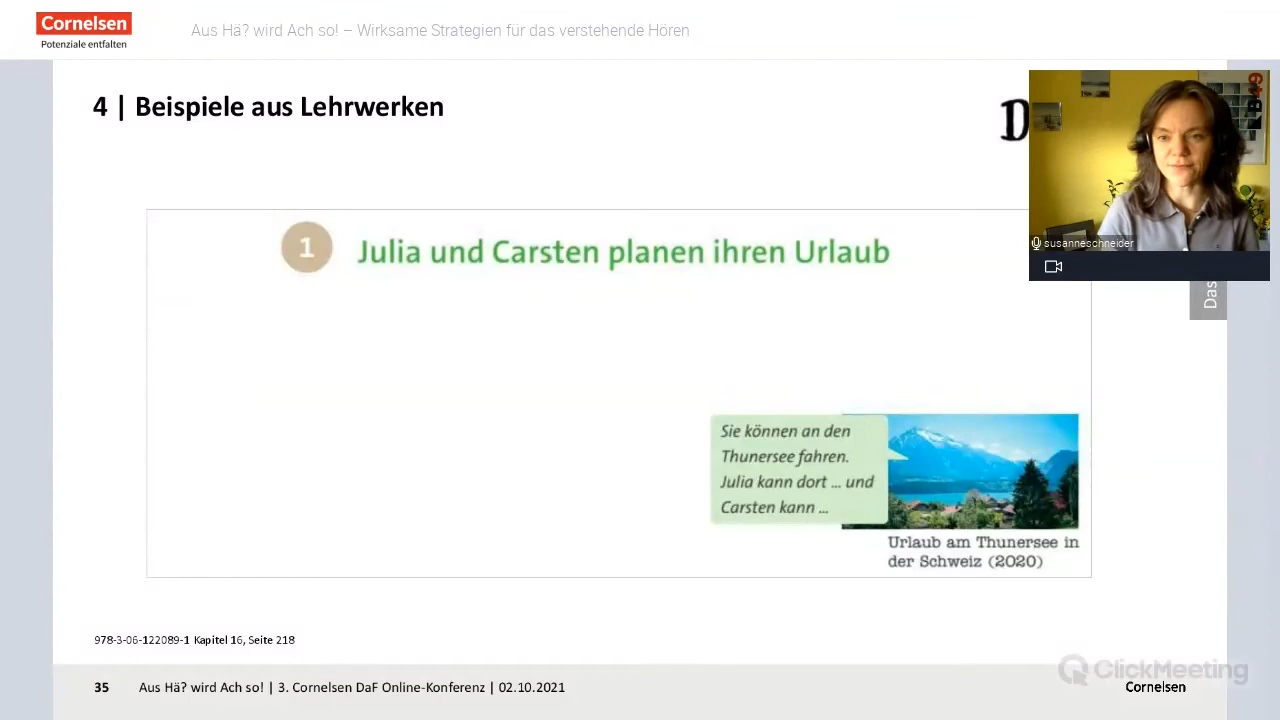 Cornelsen
Potenziale entfalten
Aus Hä? wird Ach so! – Wirksame Strategien für das verstehende Hören
4 | Beispiele aus Lehrwerken
D
susanneschneider
1
Julia und Carsten planen ihren Urlaub
Das
Sie können an den
Thunersee fahren.
Julia kann dort ... und
Carsten kann ...
Urlaub am Thunersee in
der Schweiz (2020)
978-3-06-122089-1 Kapitel 16, Seite 218
ClickMeeting
35 Aus Hä? wird Ach so! | 3. Cornelsen DaF Online-Konferenz | 02.10.2021
Cornelsen